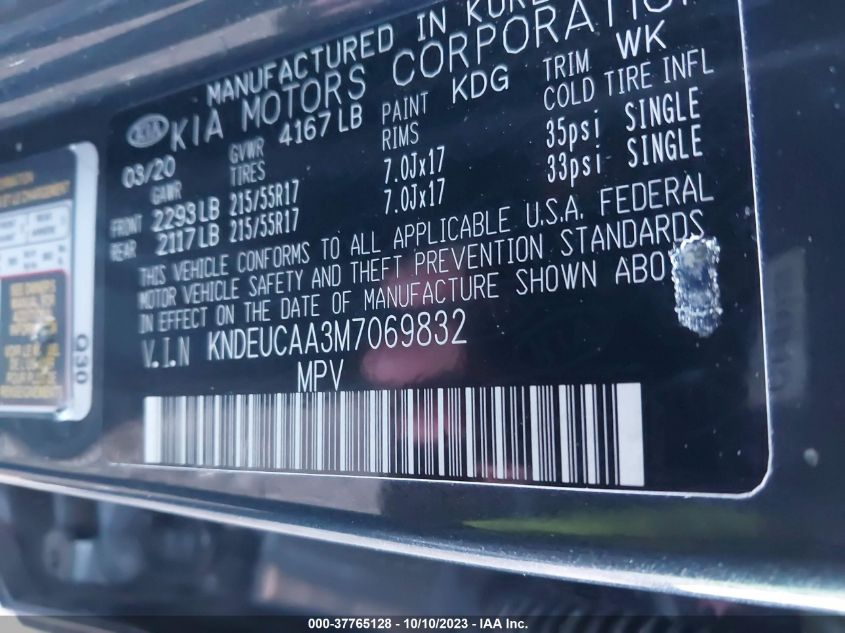 MANUFACTURED IN KORE
KIA KIA MOTORS CORPORATION
03/20 GVWR 4167 LB PAINT KDG TRIM WK
GAWR TIRES RIMS COLD TIRE INFL
FRONT 2293 LB 215/55R17 7.0Jx17 35psi SINGLE
REAR 2117 LB 215/55R17 7.0Jx17 33psi SINGLE
THIS VEHICLE CONFORMS TO ALL APPLICABLE U.S.A. FEDERAL
MOTOR VEHICLE SAFETY AND THEFT PREVENTION STANDARDS
IN EFFECT ON THE DATE OF MANUFACTURE SHOWN ABO
V.I.N KNDEUCAA3M7069832
MPV
030
000-37765128 - 10/10/2023 - IAA Inc.